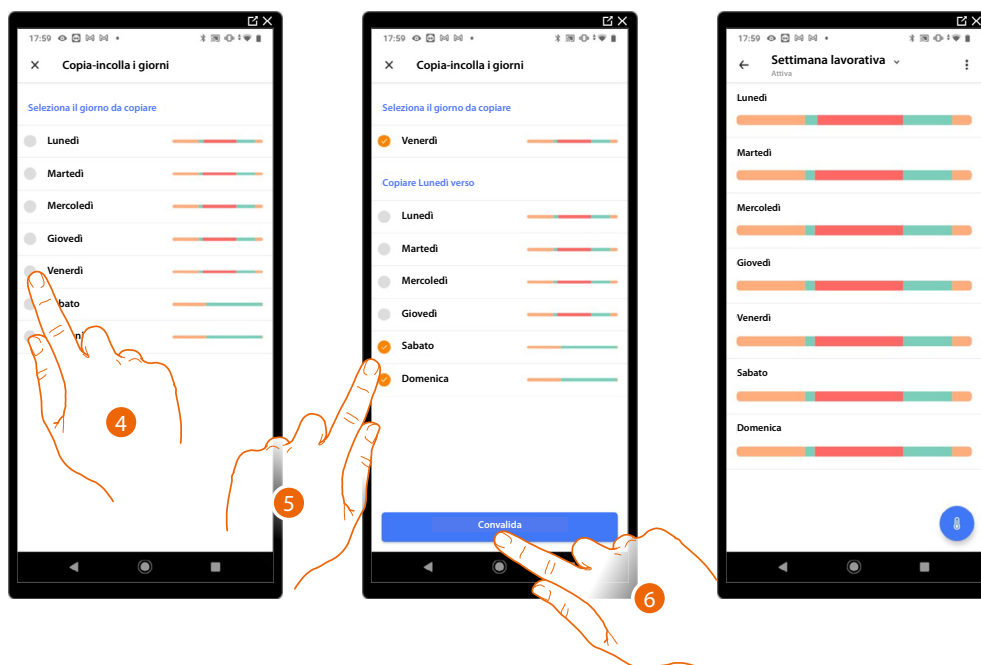 17:59
Copia-incolla i giorni
Seleziona il giorno da copiare
Lunedì
Martedì
Mercoledì
Giovedì
Venerdì
bato
4
17:59
Copia-incolla i giorni
Seleziona il giorno da copiare
Venerdì
Copiare Lunedì verso
Lunedì
Martedì
Mercoledì
Giovedì
Sabato
Domenica
5
Convalida
6
17:59
Settimana lavorativa
Attiva
Lunedì
Martedì
Mercoledì
Giovedì
Venerdì
Sabato
Domenica